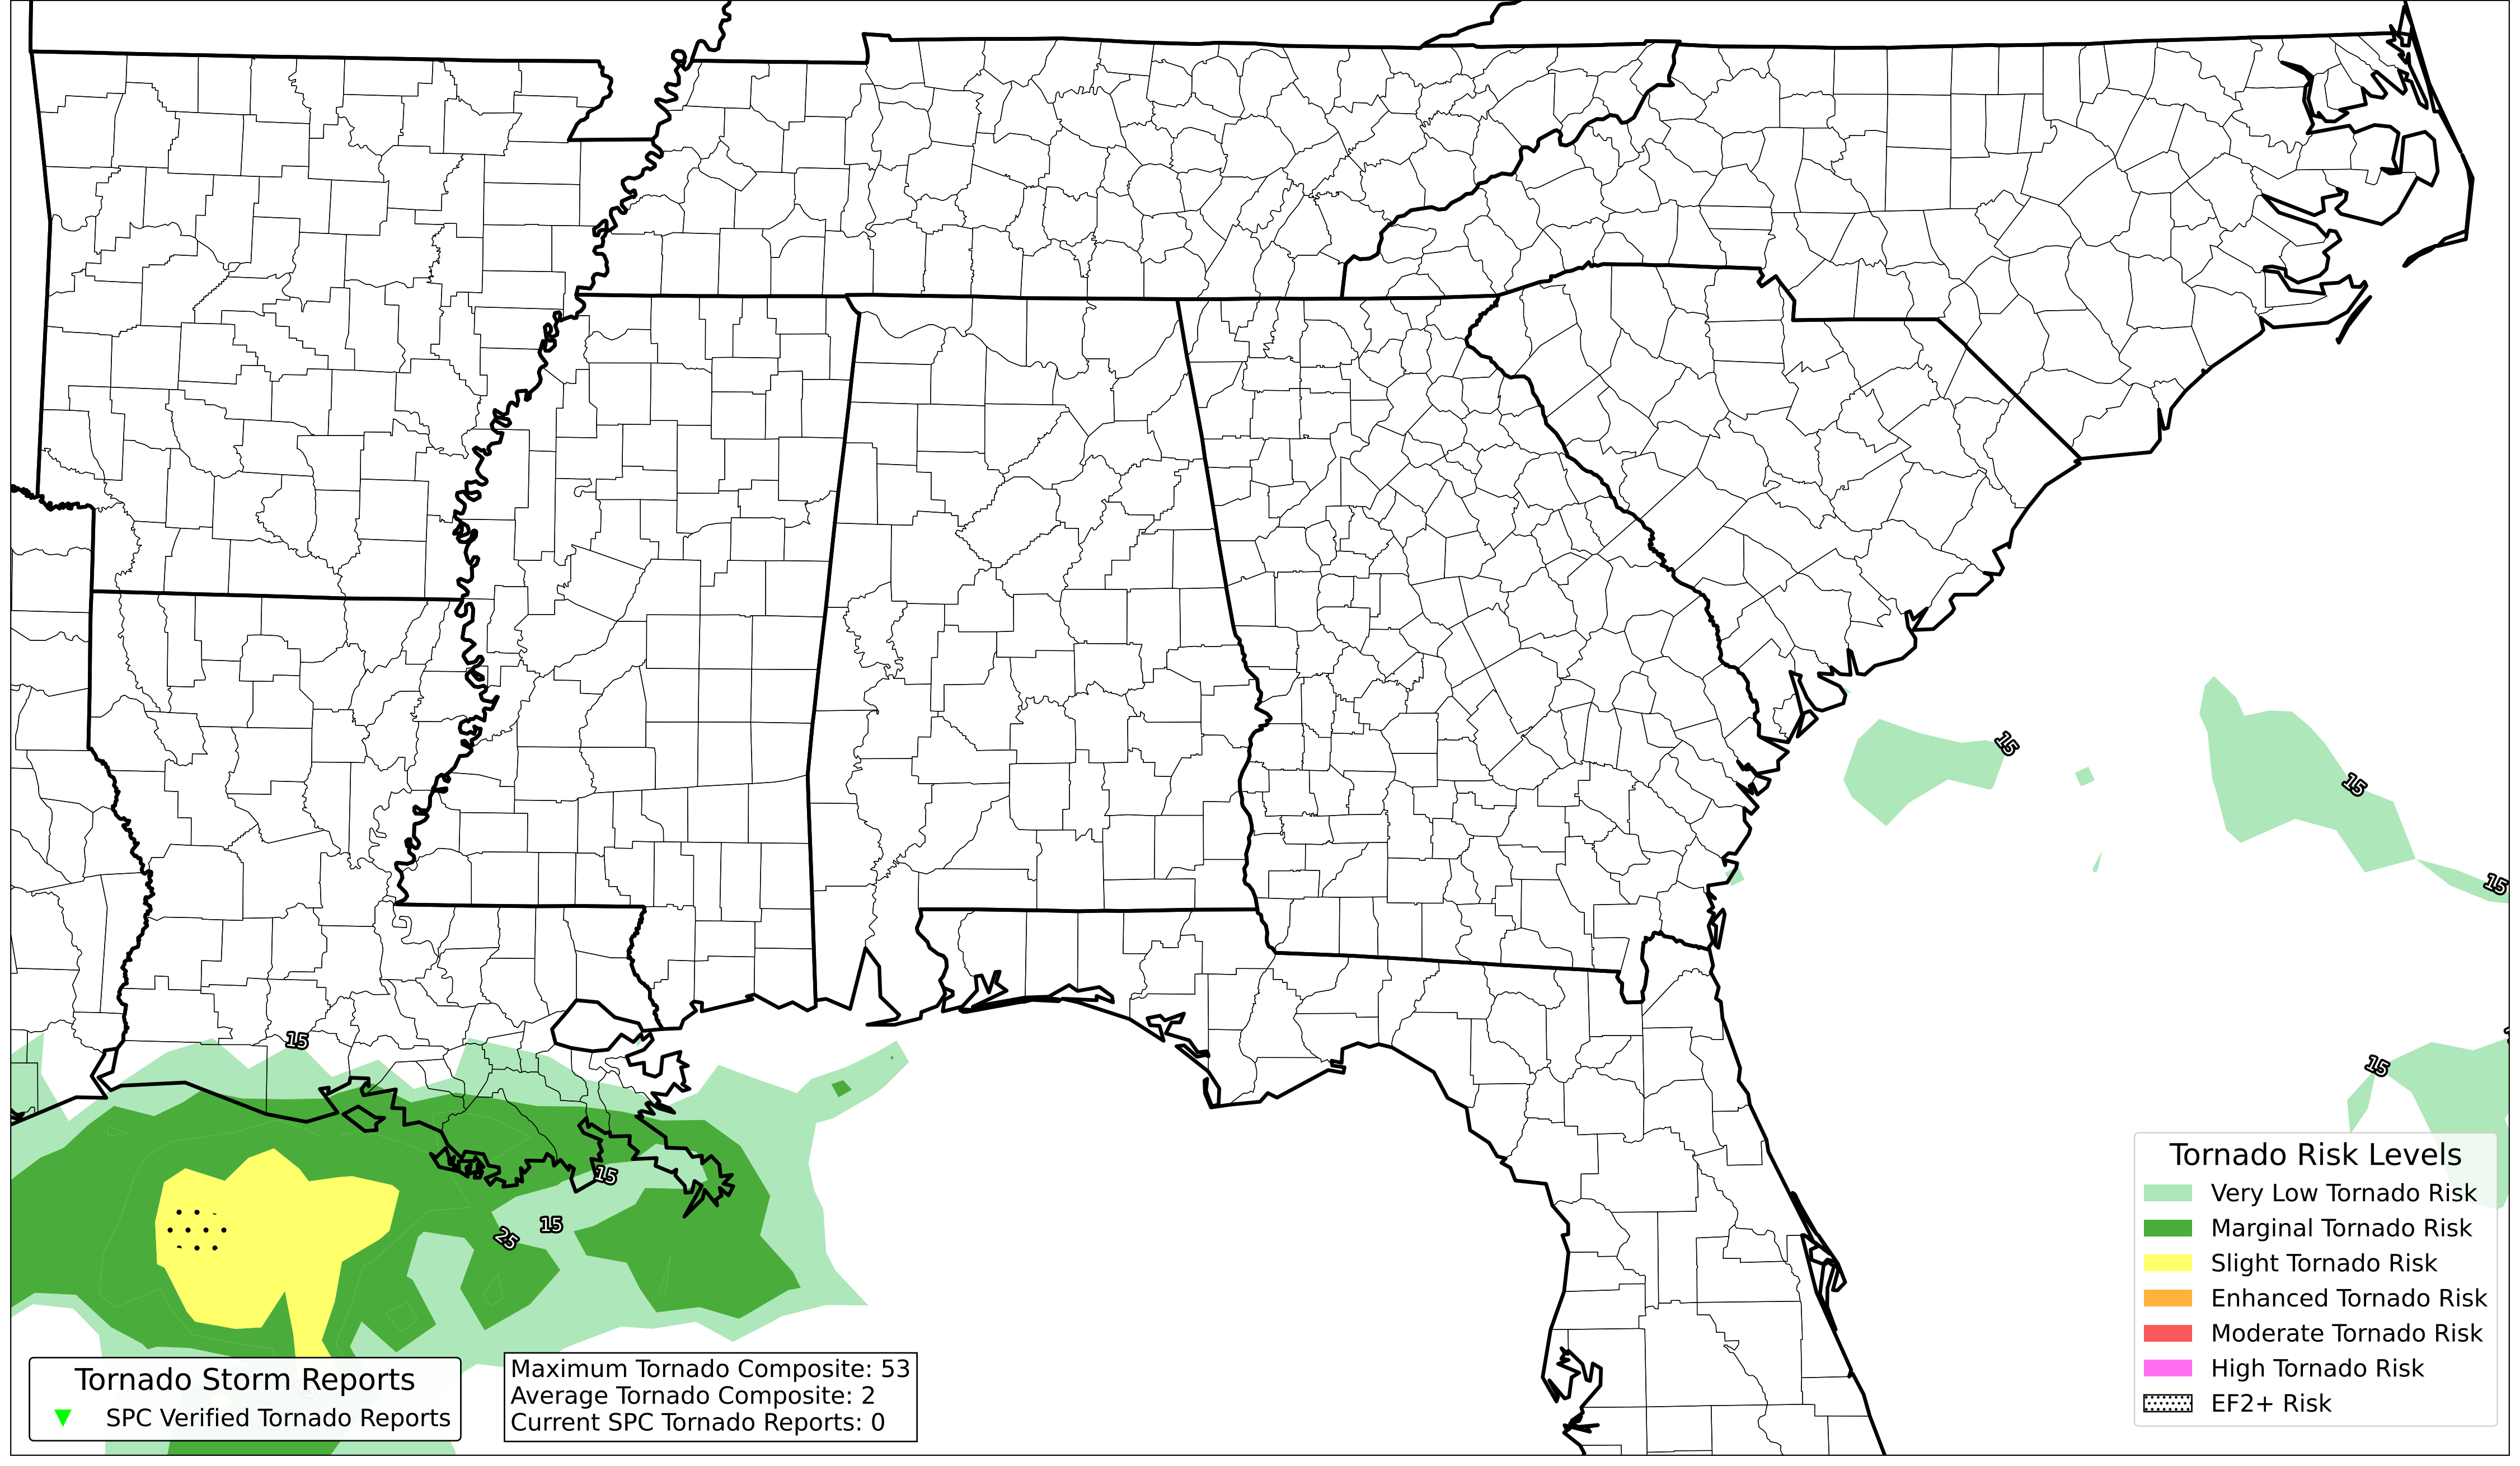 15
15
15
15
15
15
15
25
Tornado Risk Levels
Very Low Tornado Risk
Marginal Tornado Risk
Slight Tornado Risk
Enhanced Tornado Risk
Moderate Tornado Risk
High Tornado Risk
EF2+ Risk
Tornado Storm Reports
SPC Verified Tornado Reports
Maximum Tornado Composite: 53
Average Tornado Composite: 2
Current SPC Tornado Reports: 0